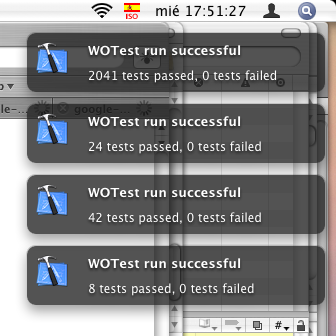 ISO
mié 17:51:27
WOTest run successful
2041 tests passed, 0 tests failed
WOTest run successful
24 tests passed, 0 tests failed
WOTest run successful
42 tests passed, 0 tests failed
WOTest run successful
8 tests passed, 0 tests failed
#